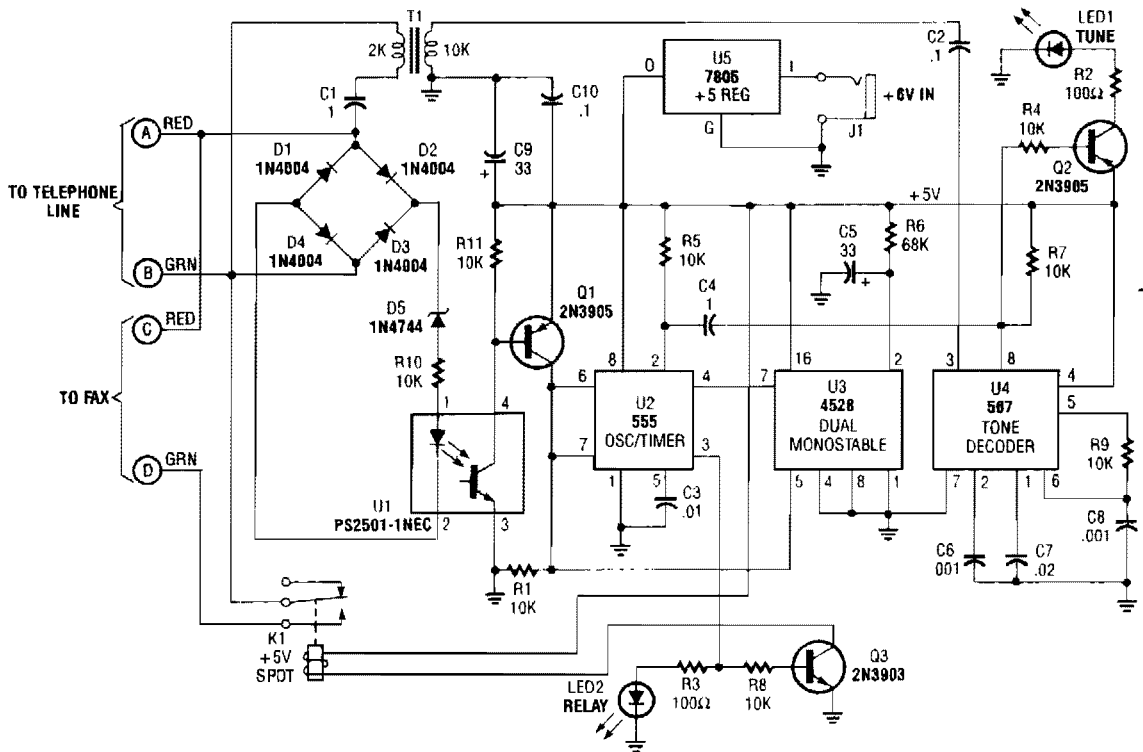 T1
2K
10K
C1
1
C10
.1
C9
33
+
U5
7805
+5 REG
O
I
G
+6V IN
J1
C2
.1
LED1
TUNE
R2
100Ω
R4
10K
Q2
2N3905
TO TELEPHONE
LINE
A
RED
B
GRN
TO FAX
C
RED
D
GRN
D1
1N4004
D2
1N4004
D4
1N4004
D3
1N4004
D5
1N4744
R10
10K
R11
10K
Q1
2N3905
+5V
R5
10K
C4
1
C5
33
+
R6
68K
R7
10K
1
4
U1
PS2501-1NEC
2
3
R1
10K
8
2
6
4
7
3
1
5
U2
555
OSC/TIMER
C3
.01
16
2
7
U3
4528
DUAL
MONOSTABLE
5
4
8
1
3
8
4
5
U4
567
TONE
DECODER
7
2
1
6
R9
10K
C8
.001
C6
001
C7
.02
K1
+5V
SPDT
LED2
RELAY
R3
100Ω
R8
10K
Q3
2N3903